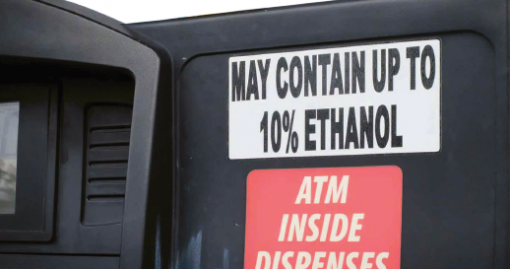 MAY CONTAIN UP TO
10% ETHANOL
ATM
INSIDE
DISPENSES